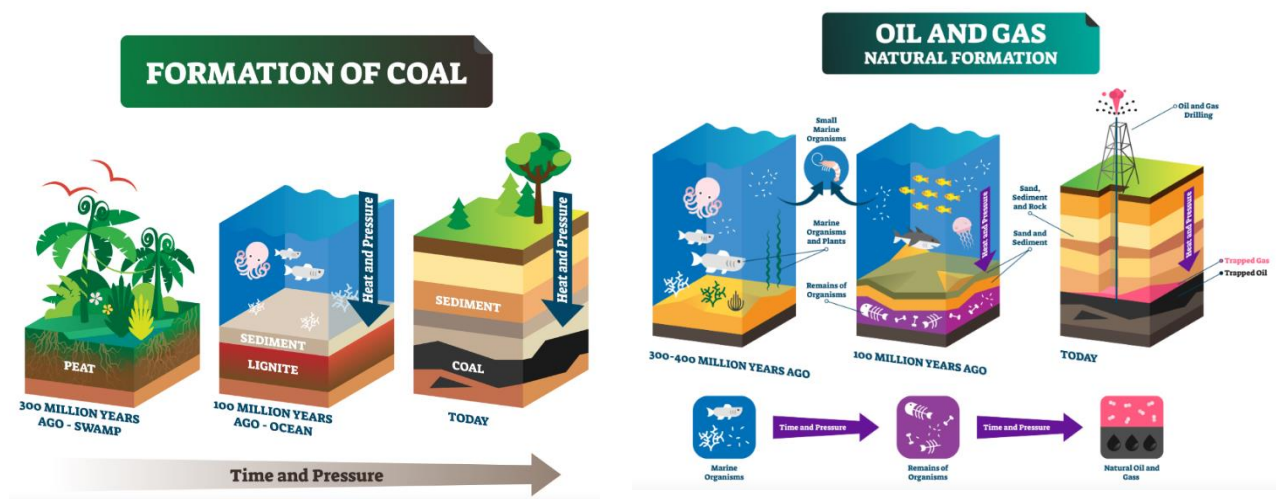 FORMATION OF COAL
PEAT
300 MILLION YEARS
AGO - SWAMP
SEDIMENT
LIGNITE
Heat and Pressure
100 MILLION YEARS
AGO - OCEAN
SEDIMENT
COAL
Heat and Pressure
TODAY
Time and Pressure
OIL AND GAS
NATURAL FORMATION
Small
Marine
Organisms
Marine
Organisms
and Plants
Remains of
Organisms
300-400 MILLION YEARS AGO
Heat and Pressure
100 MILLION YEARS AGO
Sand,
Sediment
and Rock
Sand and
Sediment
Oil and Gas
Drilling
Heat and Pressure
Trapped Gas
Trapped Oil
TODAY
Marine
Organisms
Time and Pressure
Remains of
Organisms
Time and Pressure
Natural Oil and
Gass